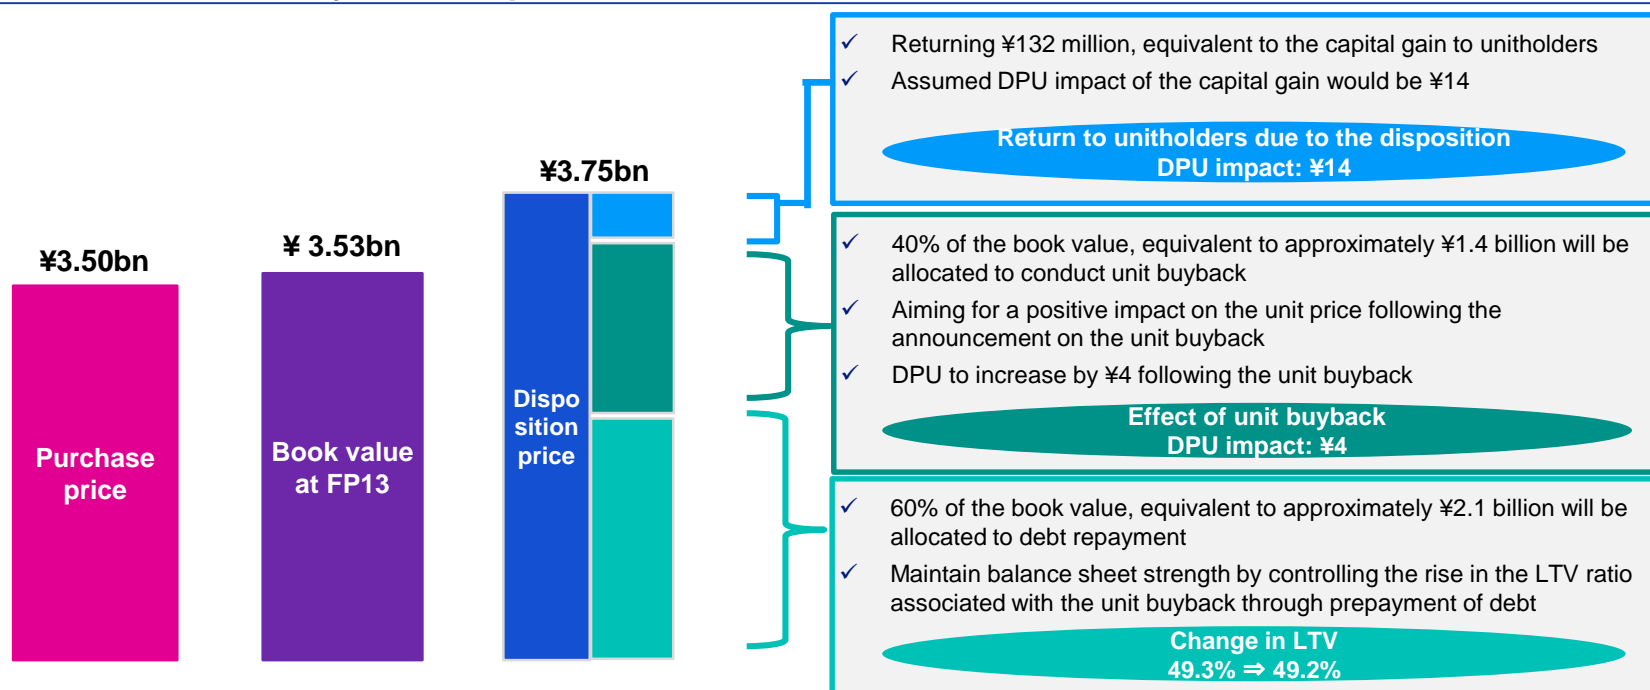 ¥3.50bn
Purchase
price
¥ 3.53bn
Book value
at FP13
¥3.75bn
Dispo
sition
price
✓ Returning ¥132 million, equivalent to the capital gain to unitholders
✓ Assumed DPU impact of the capital gain would be ¥14
Return to unitholders due to the disposition
DPU impact: ¥14
✓ 40% of the book value, equivalent to approximately ¥1.4 billion will be
allocated to conduct unit buyback
✓ Aiming for a positive impact on the unit price following the
announcement on the unit buyback
✓ DPU to increase by ¥4 following the unit buyback
Effect of unit buyback
DPU impact: ¥4
✓ 60% of the book value, equivalent to approximately ¥2.1 billion will be
allocated to debt repayment
✓ Maintain balance sheet strength by controlling the rise in the LTV ratio
associated with the unit buyback through prepayment of debt
Change in LTV
49.3% ⇒ 49.2%